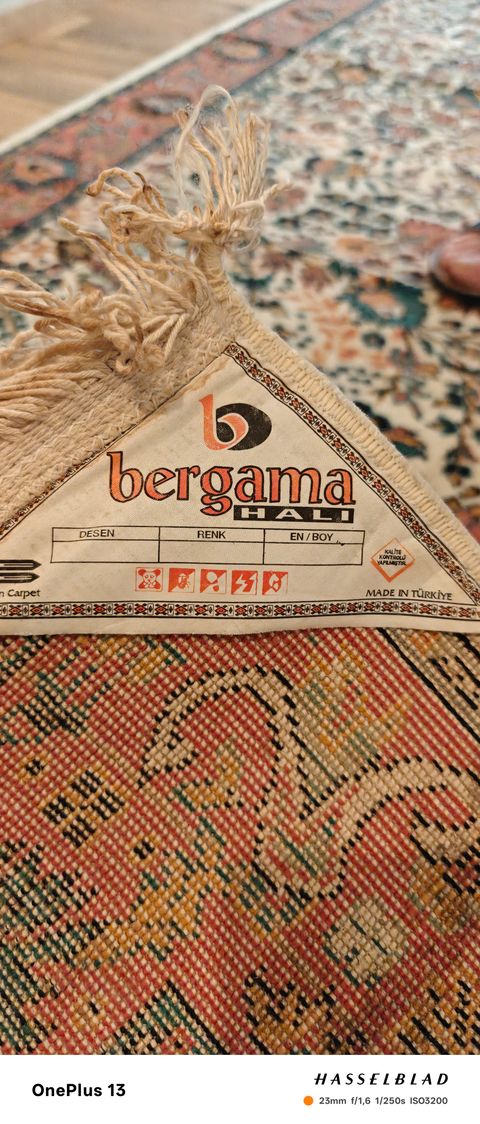 b
bergama
HALI
DESEN RENK EN / BOY
KALİTE
KONTROLÜ
YAPILMIŞTIR.
Carpet MADE IN TÜRKİYE
OnePlus 13
HASSELBLAD
23mm f/1,6 1/250s ISO3200